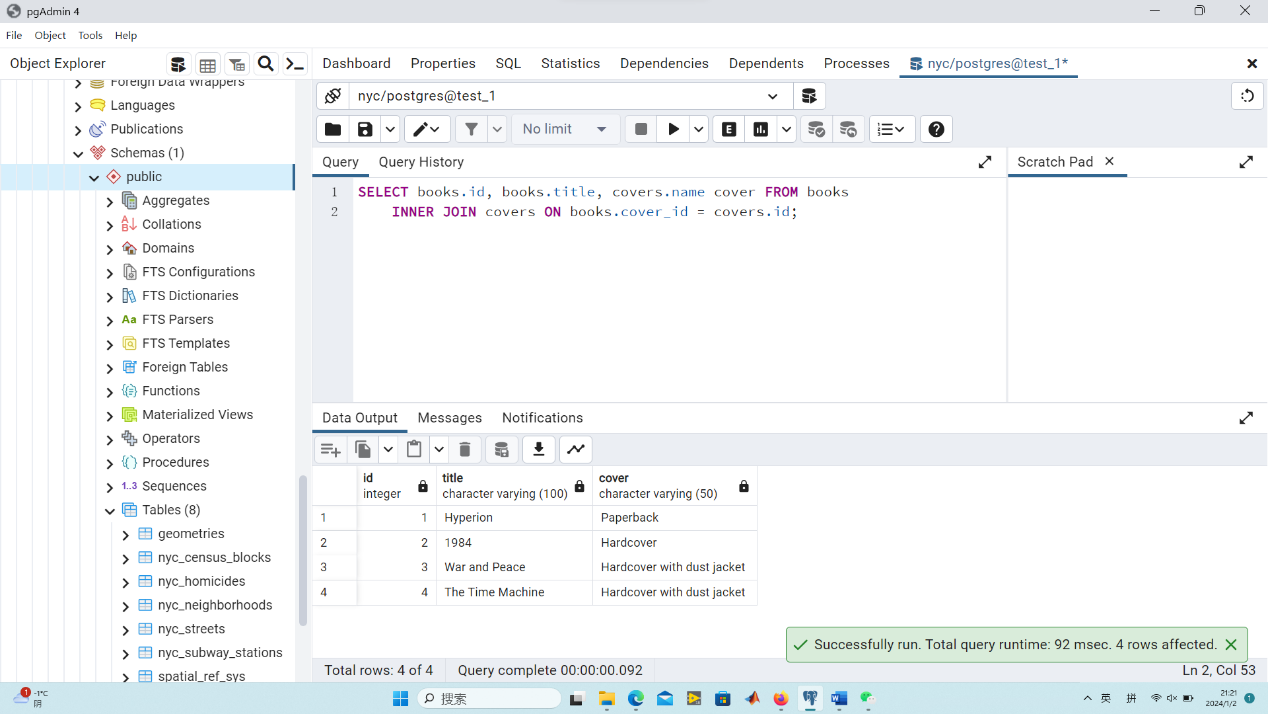 pgAdmin 4
File Object Tools Help
Object Explorer
Dashboard Properties SQL Statistics Dependencies Dependents Processes nyc/postgres@test_1*
Foreign Data Wrappers
Languages
Publications
Schemas (1)
public
Aggregates
Collations
Domains
FTS Configurations
FTS Dictionaries
Aa FTS Parsers
FTS Templates
Foreign Tables
Functions
Materialized Views
Operators
Procedures
1..3 Sequences
Tables (8)
geometries
nyc_census_blocks
nyc_homicides
nyc_neighborhoods
nyc_streets
nyc_subway_stations
spatial_ref_sys
nyc/postgres@test_1
No limit
E
Query Query History
Scratch Pad
1 SELECT books.id, books.title, covers.name cover FROM books
2 INNER JOIN covers ON books.cover_id = covers.id;
Data Output Messages Notifications
id title cover
integer character varying (100) character varying (50)
1 1 Hyperion Paperback
2 2 1984 Hardcover
3 3 War and Peace Hardcover with dust jacket
4 4 The Time Machine Hardcover with dust jacket
Successfully run. Total query runtime: 92 msec. 4 rows affected.
Total rows: 4 of 4 Query complete 00:00:00.092 Ln 2, Col 53
1 -1°C
阴
搜索
英 拼
21:21
2024/1/2
1